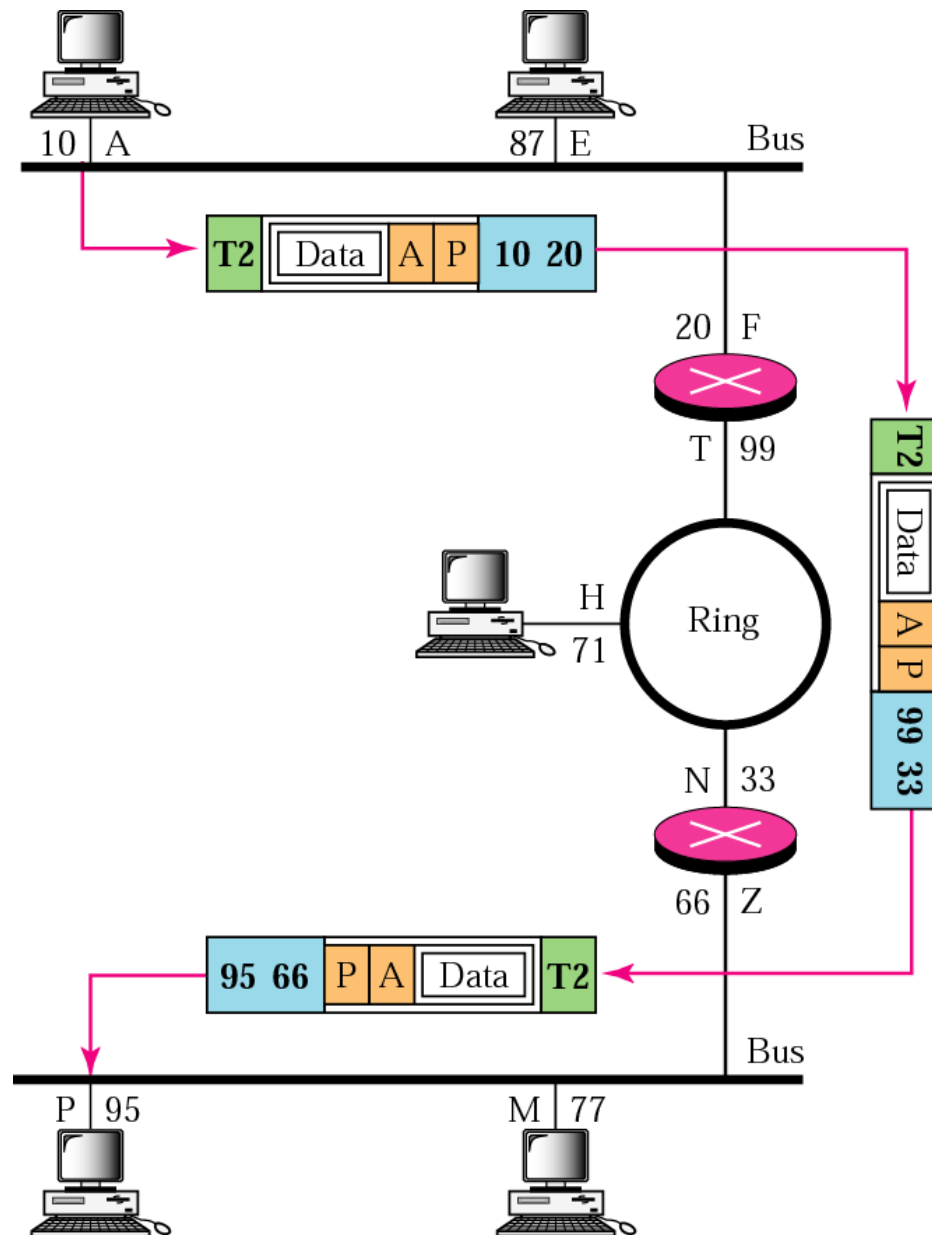 10 A
87 E
Bus
T2 Data A P 10 20
20 F
T 99
T2 Data A P 99 33
H
71
Ring
N 33
66 Z
95 66 P A Data T2
Bus
P 95
M 77